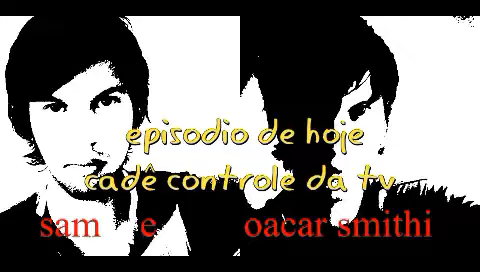 episodio de hoje
cadê controle da tv
sam e oacar smithi